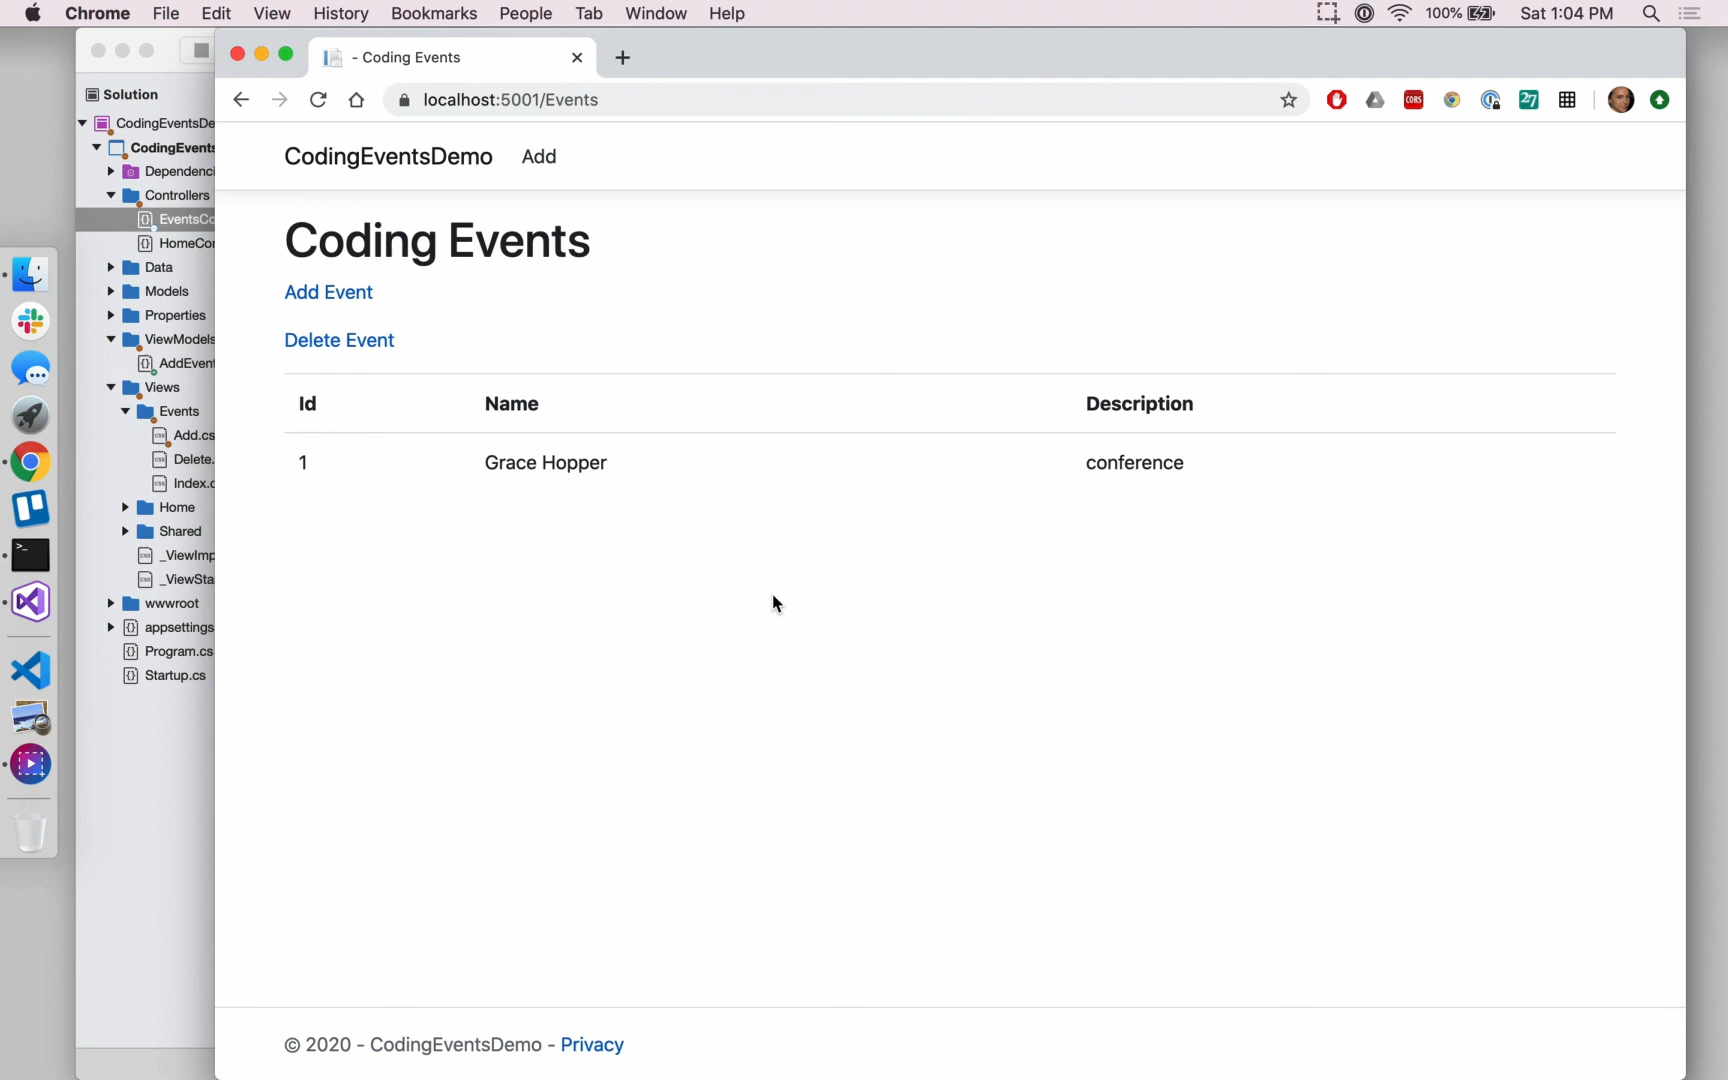 Chrome File Edit View History Bookmarks People Tab Window Help 100% Sat 1:04 PM
- Coding Events
localhost:5001/Events
CORS
27
Solution
CodingEventsDe
CodingEvents
Dependenci
Controllers
EventsCo
HomeCon
Data
Models
Properties
ViewModels
AddEvent
Views
Events
Add.cs
Delete.
Index.c
Home
Shared
_ViewImp
_ViewSta
wwwroot
appsettings
Program.cs
Startup.cs
CodingEventsDemo Add
Coding Events
Add Event
Delete Event
Id Name Description
1 Grace Hopper conference
© 2020 - CodingEventsDemo - Privacy